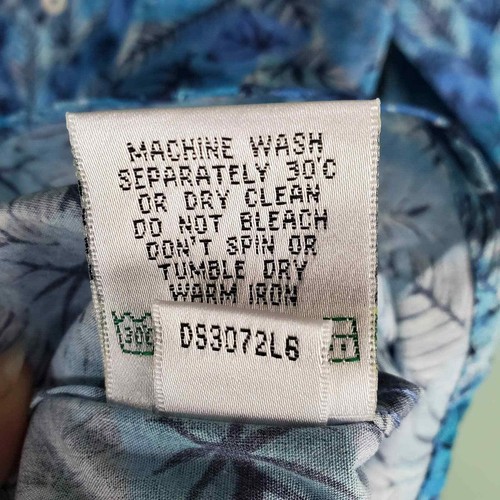 MACHINE WASH
SEPARATELY 30°C
OR DRY CLEAN
DO NOT BLEACH
DON'T SPIN OR
TUMBLE DRY
WARM IRON
DS3072L6